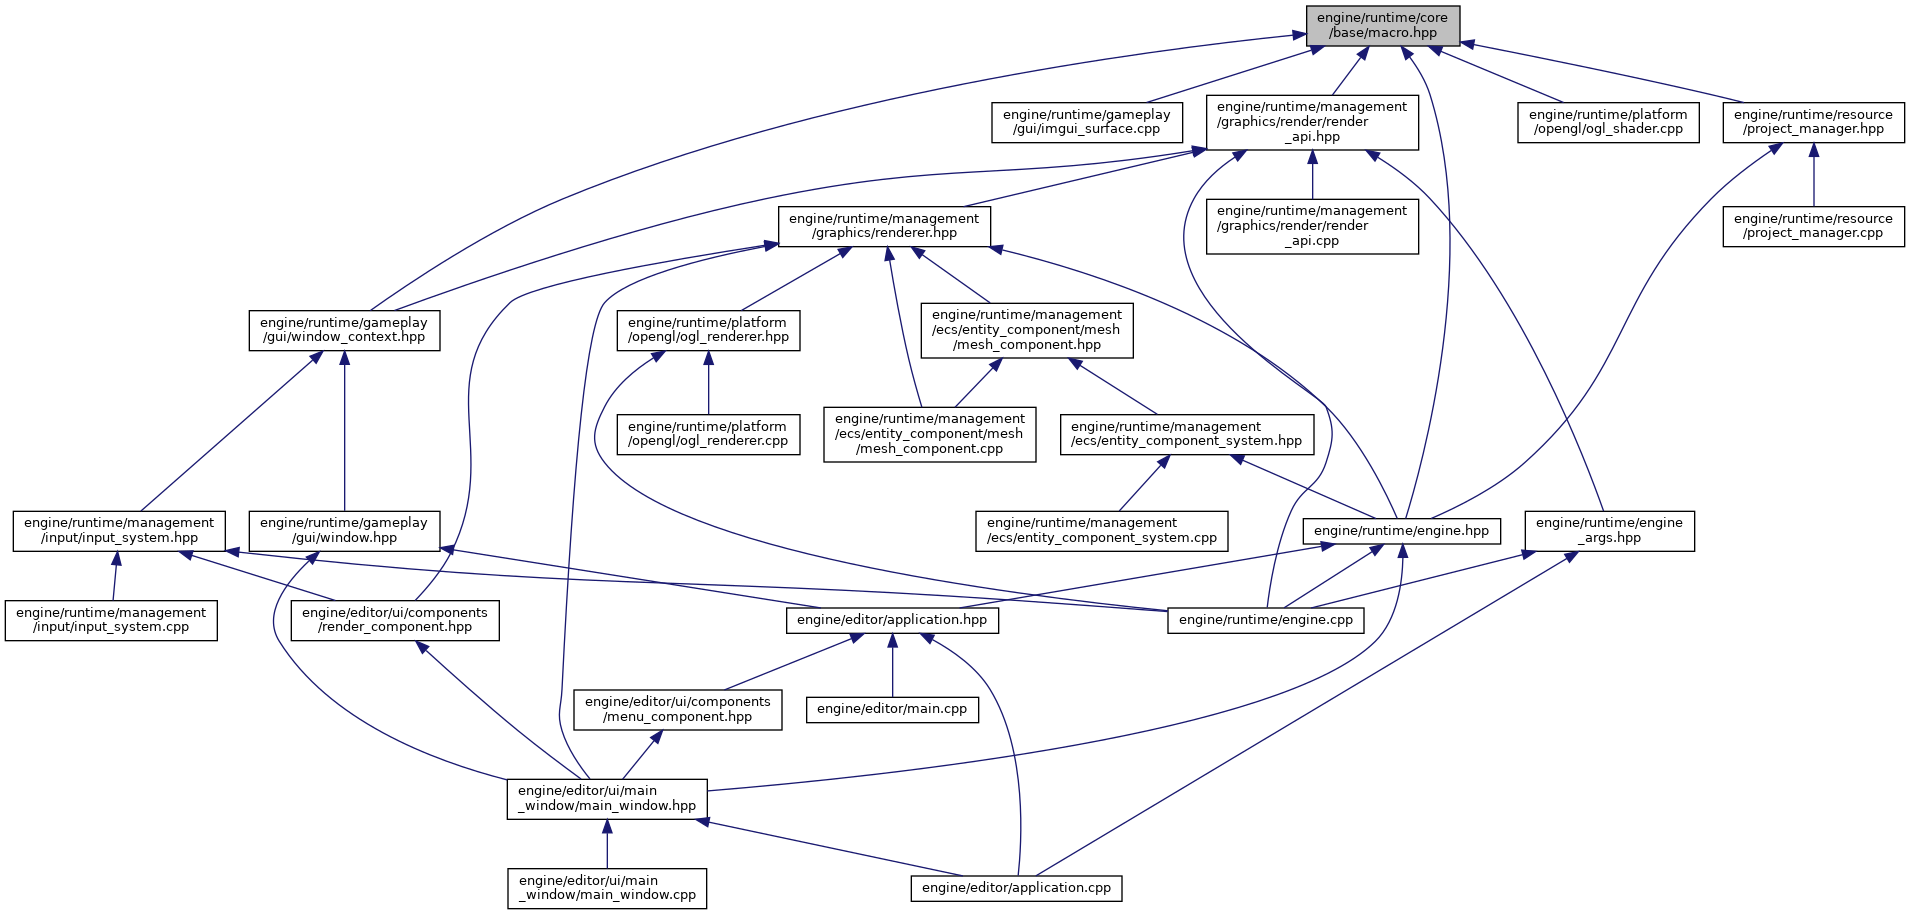 engine/runtime/core
/base/macro.hpp
engine/runtime/gameplay
/gui/imgui_surface.cpp
engine/runtime/management
/graphics/render/render
_api.hpp
engine/runtime/platform
/opengl/ogl_shader.cpp
engine/runtime/resource
/project_manager.hpp
engine/runtime/management
/graphics/renderer.hpp
engine/runtime/management
/graphics/render/render
_api.cpp
engine/runtime/resource
/project_manager.cpp
engine/runtime/gameplay
/gui/window_context.hpp
engine/runtime/platform
/opengl/ogl_renderer.hpp
engine/runtime/management
/ecs/entity_component/mesh
/mesh_component.hpp
engine/runtime/platform
/opengl/ogl_renderer.cpp
engine/runtime/management
/ecs/entity_component/mesh
/mesh_component.cpp
engine/runtime/management
/ecs/entity_component_system.hpp
engine/runtime/management
/input/input_system.hpp
engine/runtime/gameplay
/gui/window.hpp
engine/runtime/management
/ecs/entity_component_system.cpp
engine/runtime/engine.hpp
engine/runtime/engine
_args.hpp
engine/runtime/management
/input/input_system.cpp
engine/editor/ui/components
/render_component.hpp
engine/editor/application.hpp
engine/runtime/engine.cpp
engine/editor/ui/components
/menu_component.hpp
engine/editor/main.cpp
engine/editor/ui/main
_window/main_window.hpp
engine/editor/ui/main
_window/main_window.cpp
engine/editor/application.cpp